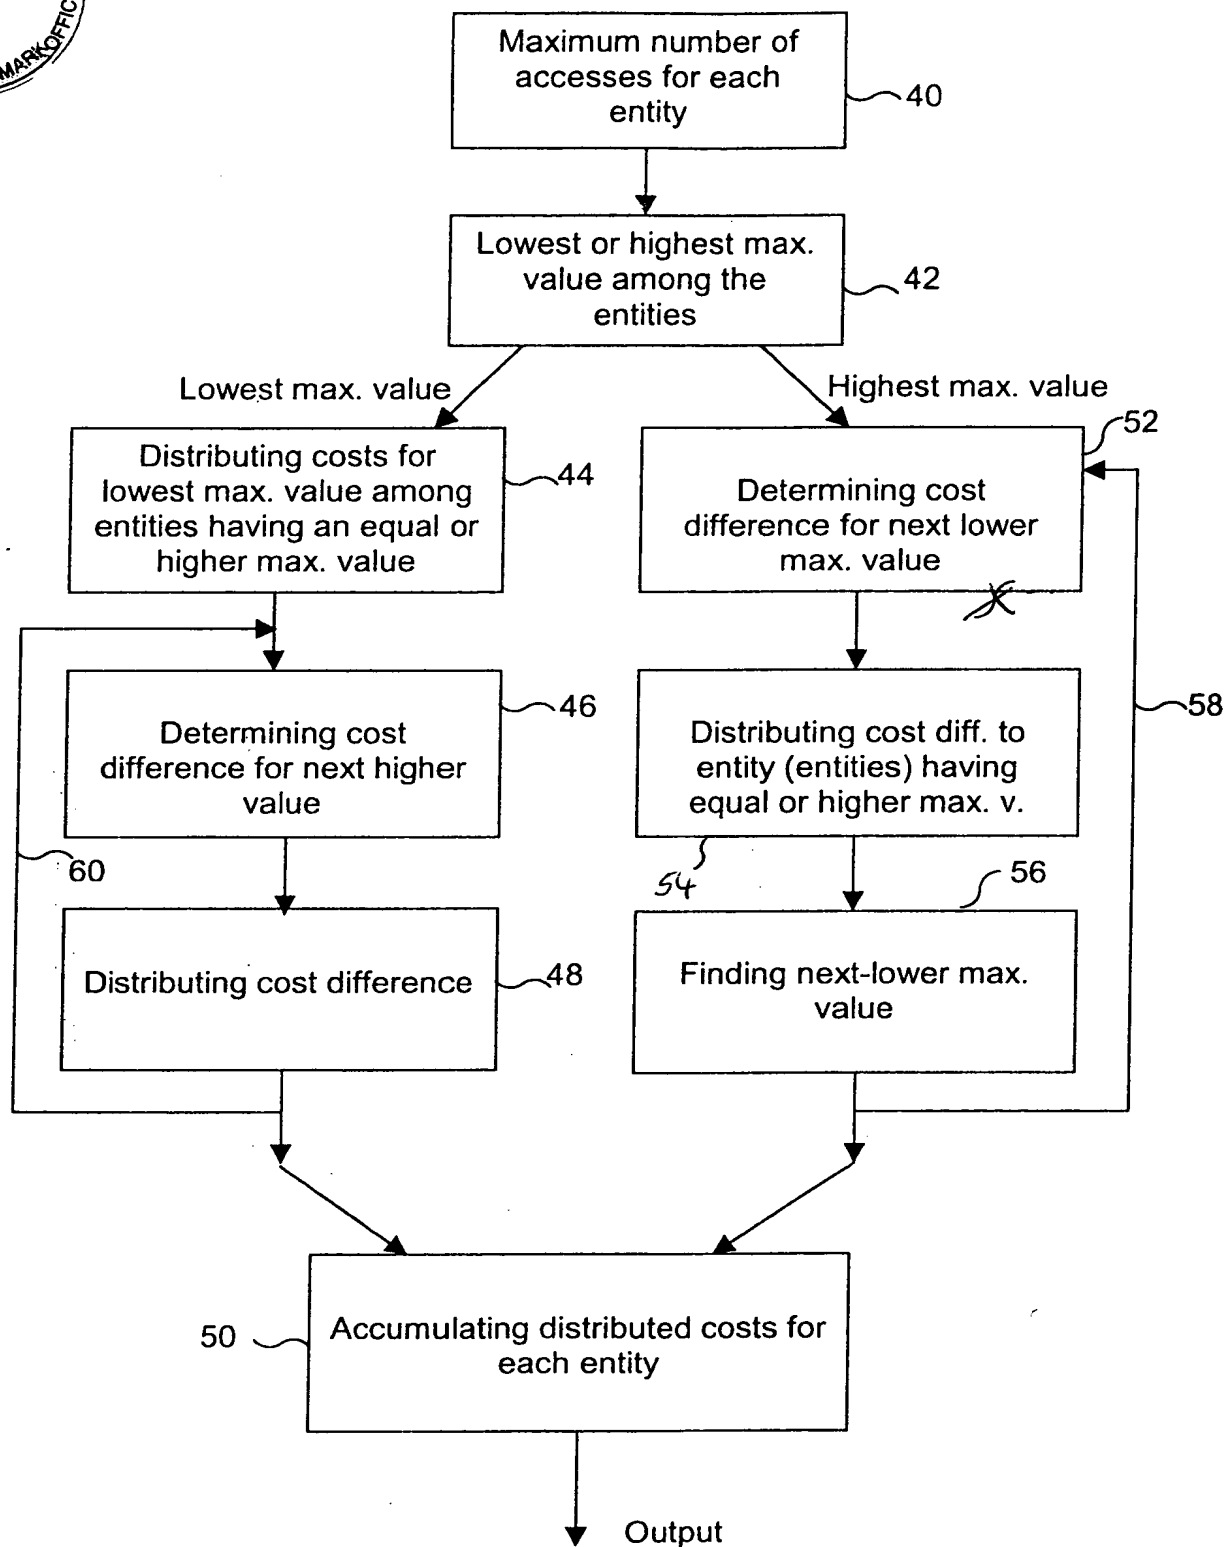 MARK OFFIC
Maximum number of
accesses for each
entity
40
Lowest or highest max.
value among the
entities
42
Lowest max. value
Highest max. value
52
Distributing costs for
lowest max. value among
entities having an equal or
higher max. value
44
Determining cost
difference for next lower
max. value
Determining cost
difference for next higher
value
46
Distributing cost diff. to
entity (entities) having
equal or higher max. v.
58
60
54
56
Distributing cost difference
48
Finding next-lower max.
value
50
Accumulating distributed costs for
each entity
Output